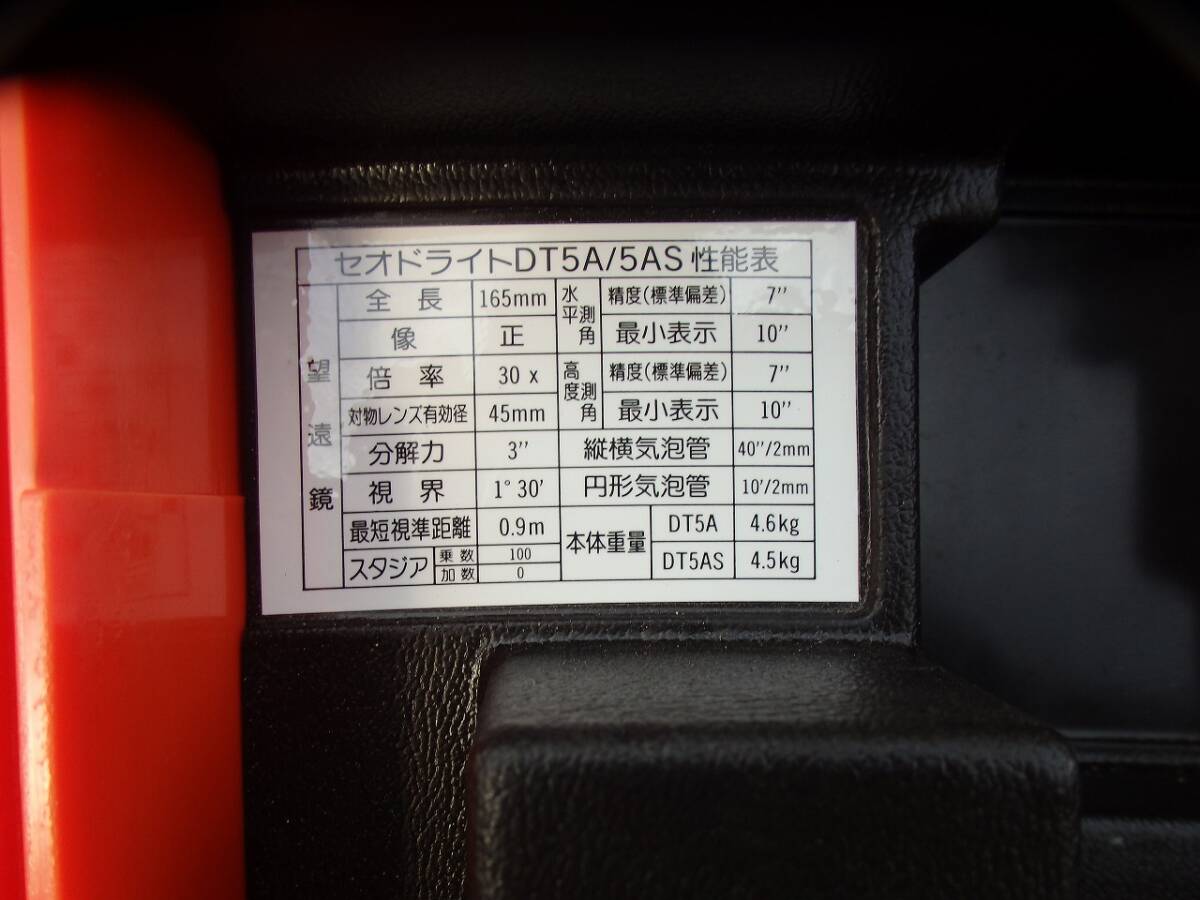 セオドライトDT5A/5AS 性能表
望遠鏡
全長 165mm
像 正
倍率 30 x
対物レンズ有効径 45mm
分解力 3''
視界 1° 30'
最短視準距離 0.9m
スタジア 乗数 100
加数 0
水平測角 精度(標準偏差) 7''
最小表示 10''
高度測角 精度(標準偏差) 7''
最小表示 10''
縦横気泡管 40''/2mm
円形気泡管 10'/2mm
本体重量 DT5A 4.6kg
DT5AS 4.5kg